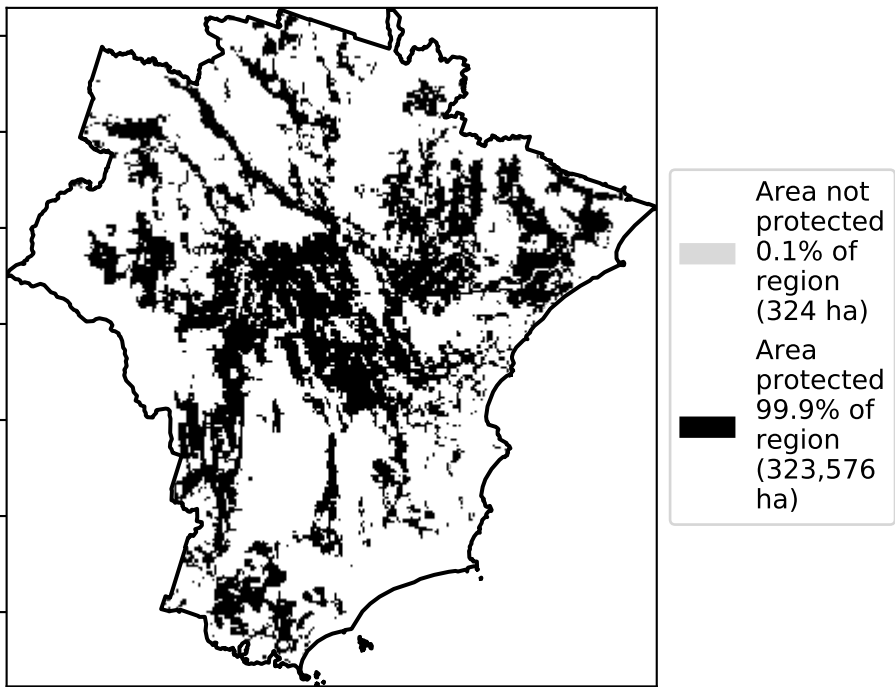 Area not
protected
0.1% of
region
(324 ha)
Area
protected
99.9% of
region
(323,576
ha)